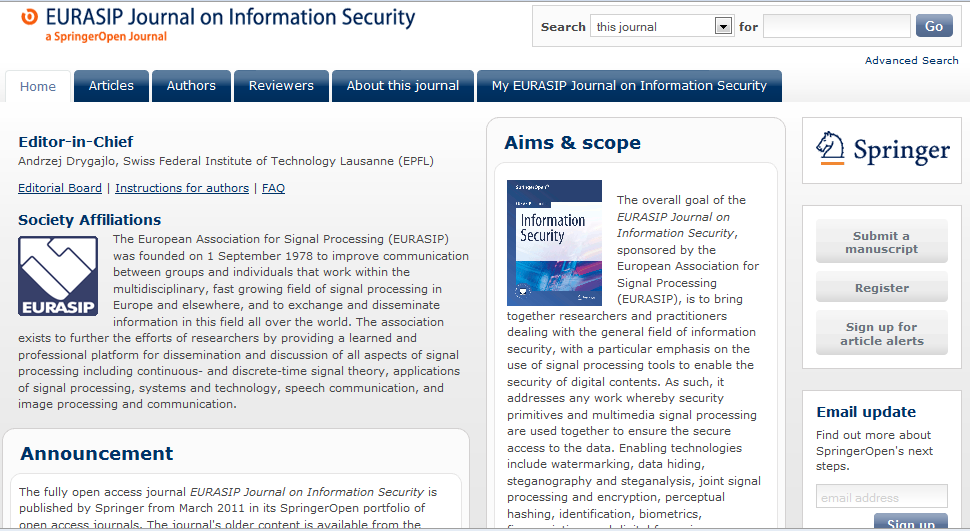 EURASIP Journal on Information Security
a SpringerOpen Journal
Search this journal for Go
Advanced Search
Home Articles Authors Reviewers About this journal My EURASIP Journal on Information Security
Editor-in-Chief
Andrzej Drygajlo, Swiss Federal Institute of Technology Lausanne (EPFL)
Editorial Board | Instructions for authors | FAQ
Society Affiliations
EURASIP
The European Association for Signal Processing (EURASIP)
was founded on 1 September 1978 to improve communication
between groups and individuals that work within the
multidisciplinary, fast growing field of signal processing in
Europe and elsewhere, and to exchange and disseminate
information in this field all over the world. The association
exists to further the efforts of researchers by providing a learned and
professional platform for dissemination and discussion of all aspects of signal
processing including continuous- and discrete-time signal theory, applications
of signal processing, systems and technology, speech communication, and
image processing and communication.
Announcement
The fully open access journal EURASIP Journal on Information Security is
published by Springer from March 2011 in its SpringerOpen portfolio of
open access journals. The journal's older content is available from the
Aims & scope
SpringerOpen
Information
Security
The overall goal of the
EURASIP Journal on
Information Security,
sponsored by the
European Association for
Signal Processing
(EURASIP), is to bring
together researchers and practitioners
dealing with the general field of information
security, with a particular emphasis on the
use of signal processing tools to enable the
security of digital contents. As such, it
addresses any work whereby security
primitives and multimedia signal processing
are used together to ensure the secure
access to the data. Enabling technologies
include watermarking, data hiding,
steganography and steganalysis, joint signal
processing and encryption, perceptual
hashing, identification, biometrics,
Springer
Submit a
manuscript
Register
Sign up for
article alerts
Email update
Find out more about
SpringerOpen's next
steps.
email address
Sign up